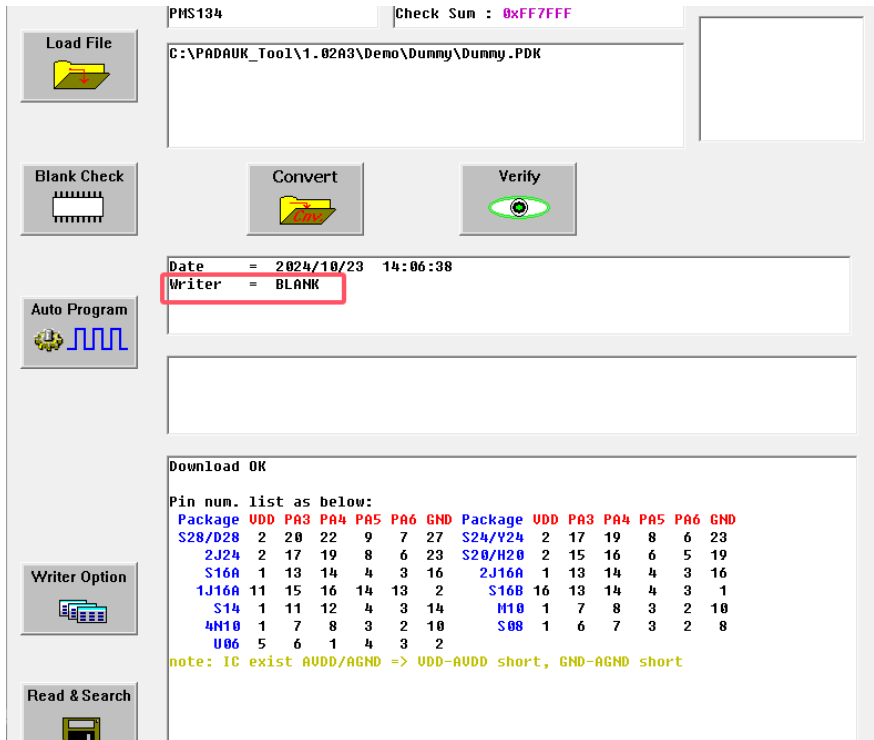 PMS134
Check Sum : 0xFF7FFF
Load File
C:\PADAUK_Tool\1.02A3\Demo\Dummy\Dummy.PDK
Blank Check
Convert
Cnv.
Verify
Date = 2024/10/23 14:06:38
Writer = BLANK
Auto Program
Download OK
Pin num. list as below:
Package VDD PA3 PA4 PA5 PA6 GND Package VDD PA3 PA4 PA5 PA6 GND
S28/D28 2 20 22 9 7 27 S24/Y24 2 17 19 8 6 23
2J24 2 17 19 8 6 23 S20/H20 2 15 16 6 5 19
S16A 1 13 14 4 3 16 2J16A 1 13 14 4 3 16
1J16A 11 15 16 14 13 2 S16B 16 13 14 4 3 1
S14 1 11 12 4 3 14 M10 1 7 8 3 2 10
4N10 1 7 8 3 2 10 S08 1 6 7 3 2 8
U06 5 6 1 4 3 2
note: IC exist AVDD/AGND => VDD-AVDD short, GND-AGND short
Writer Option
Read & Search